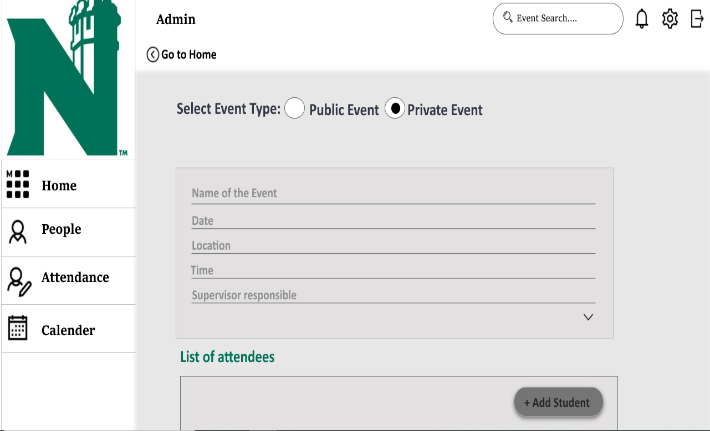 Admin
Event Search....
Go to Home
N
TM
Select Event Type: Public Event Private Event
M
Home
People
Attendance
Calender
Name of the Event
Date
Location
Time
Supervisor responsible
List of attendees
+ Add Student